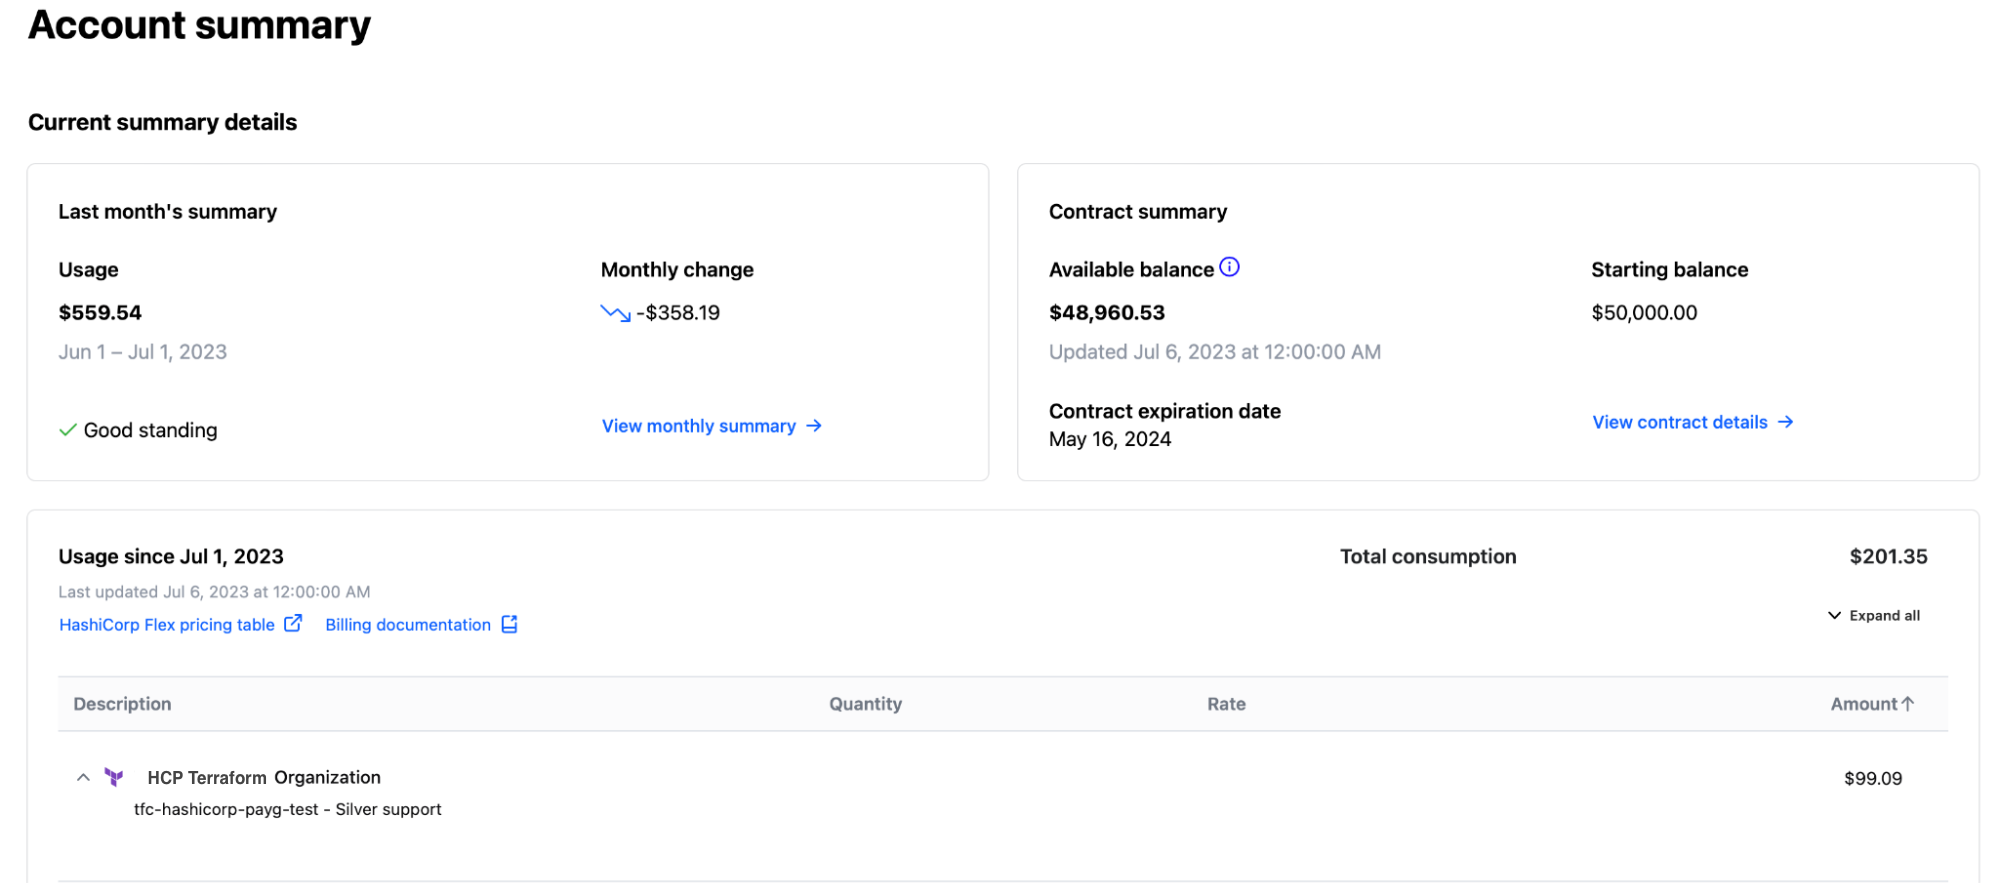 Account summary
Current summary details
Last month's summary
Usage
Monthly change
$559.54
-$358.19
Jun 1 – Jul 1, 2023
Good standing
View monthly summary
Contract summary
Available balance
Starting balance
$48,960.53
$50,000.00
Updated Jul 6, 2023 at 12:00:00 AM
Contract expiration date
May 16, 2024
View contract details
Usage since Jul 1, 2023
Total consumption
$201.35
Last updated Jul 6, 2023 at 12:00:00 AM
HashiCorp Flex pricing table
Billing documentation
Expand all
Description
Quantity
Rate
Amount
HCP Terraform Organization
$99.09
tfc-hashicorp-payg-test - Silver support